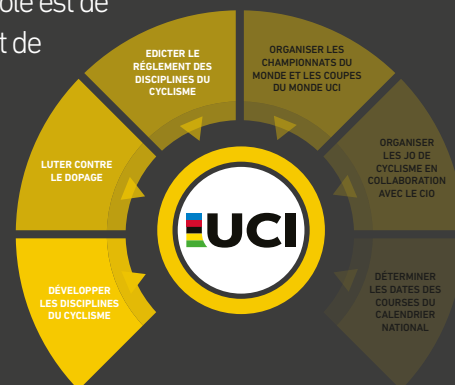 ole est de
t de
EDICTER LE
RÉGLEMENT DES
DISCIPLINES DU
CYCLISME
ORGANISER LES
CHAMPIONNATS DU
MONDE ET LES COUPES
DU MONDE UCI
LUTER CONTRE
LE DOPAGE
ORGANISER
LES JO DE
CYCLISME EN
COLLABORATION
AVEC LE CIO
UCI
DÉVELOPPER
LES DISCIPLINES
DU CYCLISME
DÉTERMINER
LES DATES DES
COURSES DU
CALENDRIER
NATIONAL